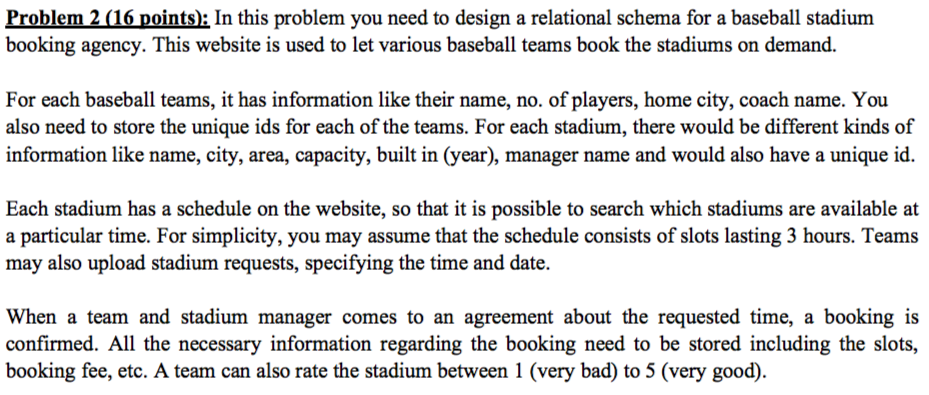 Problem 2 (16 points): In this problem you need to design a relational schema for a baseball stadium
booking agency. This website is used to let various baseball teams book the stadiums on demand.
For each baseball teams, it has information like their name, no. of players, home city, coach name. You
also need to store the unique ids for each of the teams. For each stadium, there would be different kinds of
information like name, city, area, capacity, built in (year), manager name and would also have a unique id.
Each stadium has a schedule on the website, so that it is possible to search which stadiums are available at
a particular time. For simplicity, you may assume that the schedule consists of slots lasting 3 hours. Teams
may also upload stadium requests, specifying the time and date.
When a team and stadium manager comes to an agreement about the requested time, a booking is
confirmed. All the necessary information regarding the booking need to be stored including the slots,
booking fee, etc. A team can also rate the stadium between 1 (very bad) to 5 (very good).